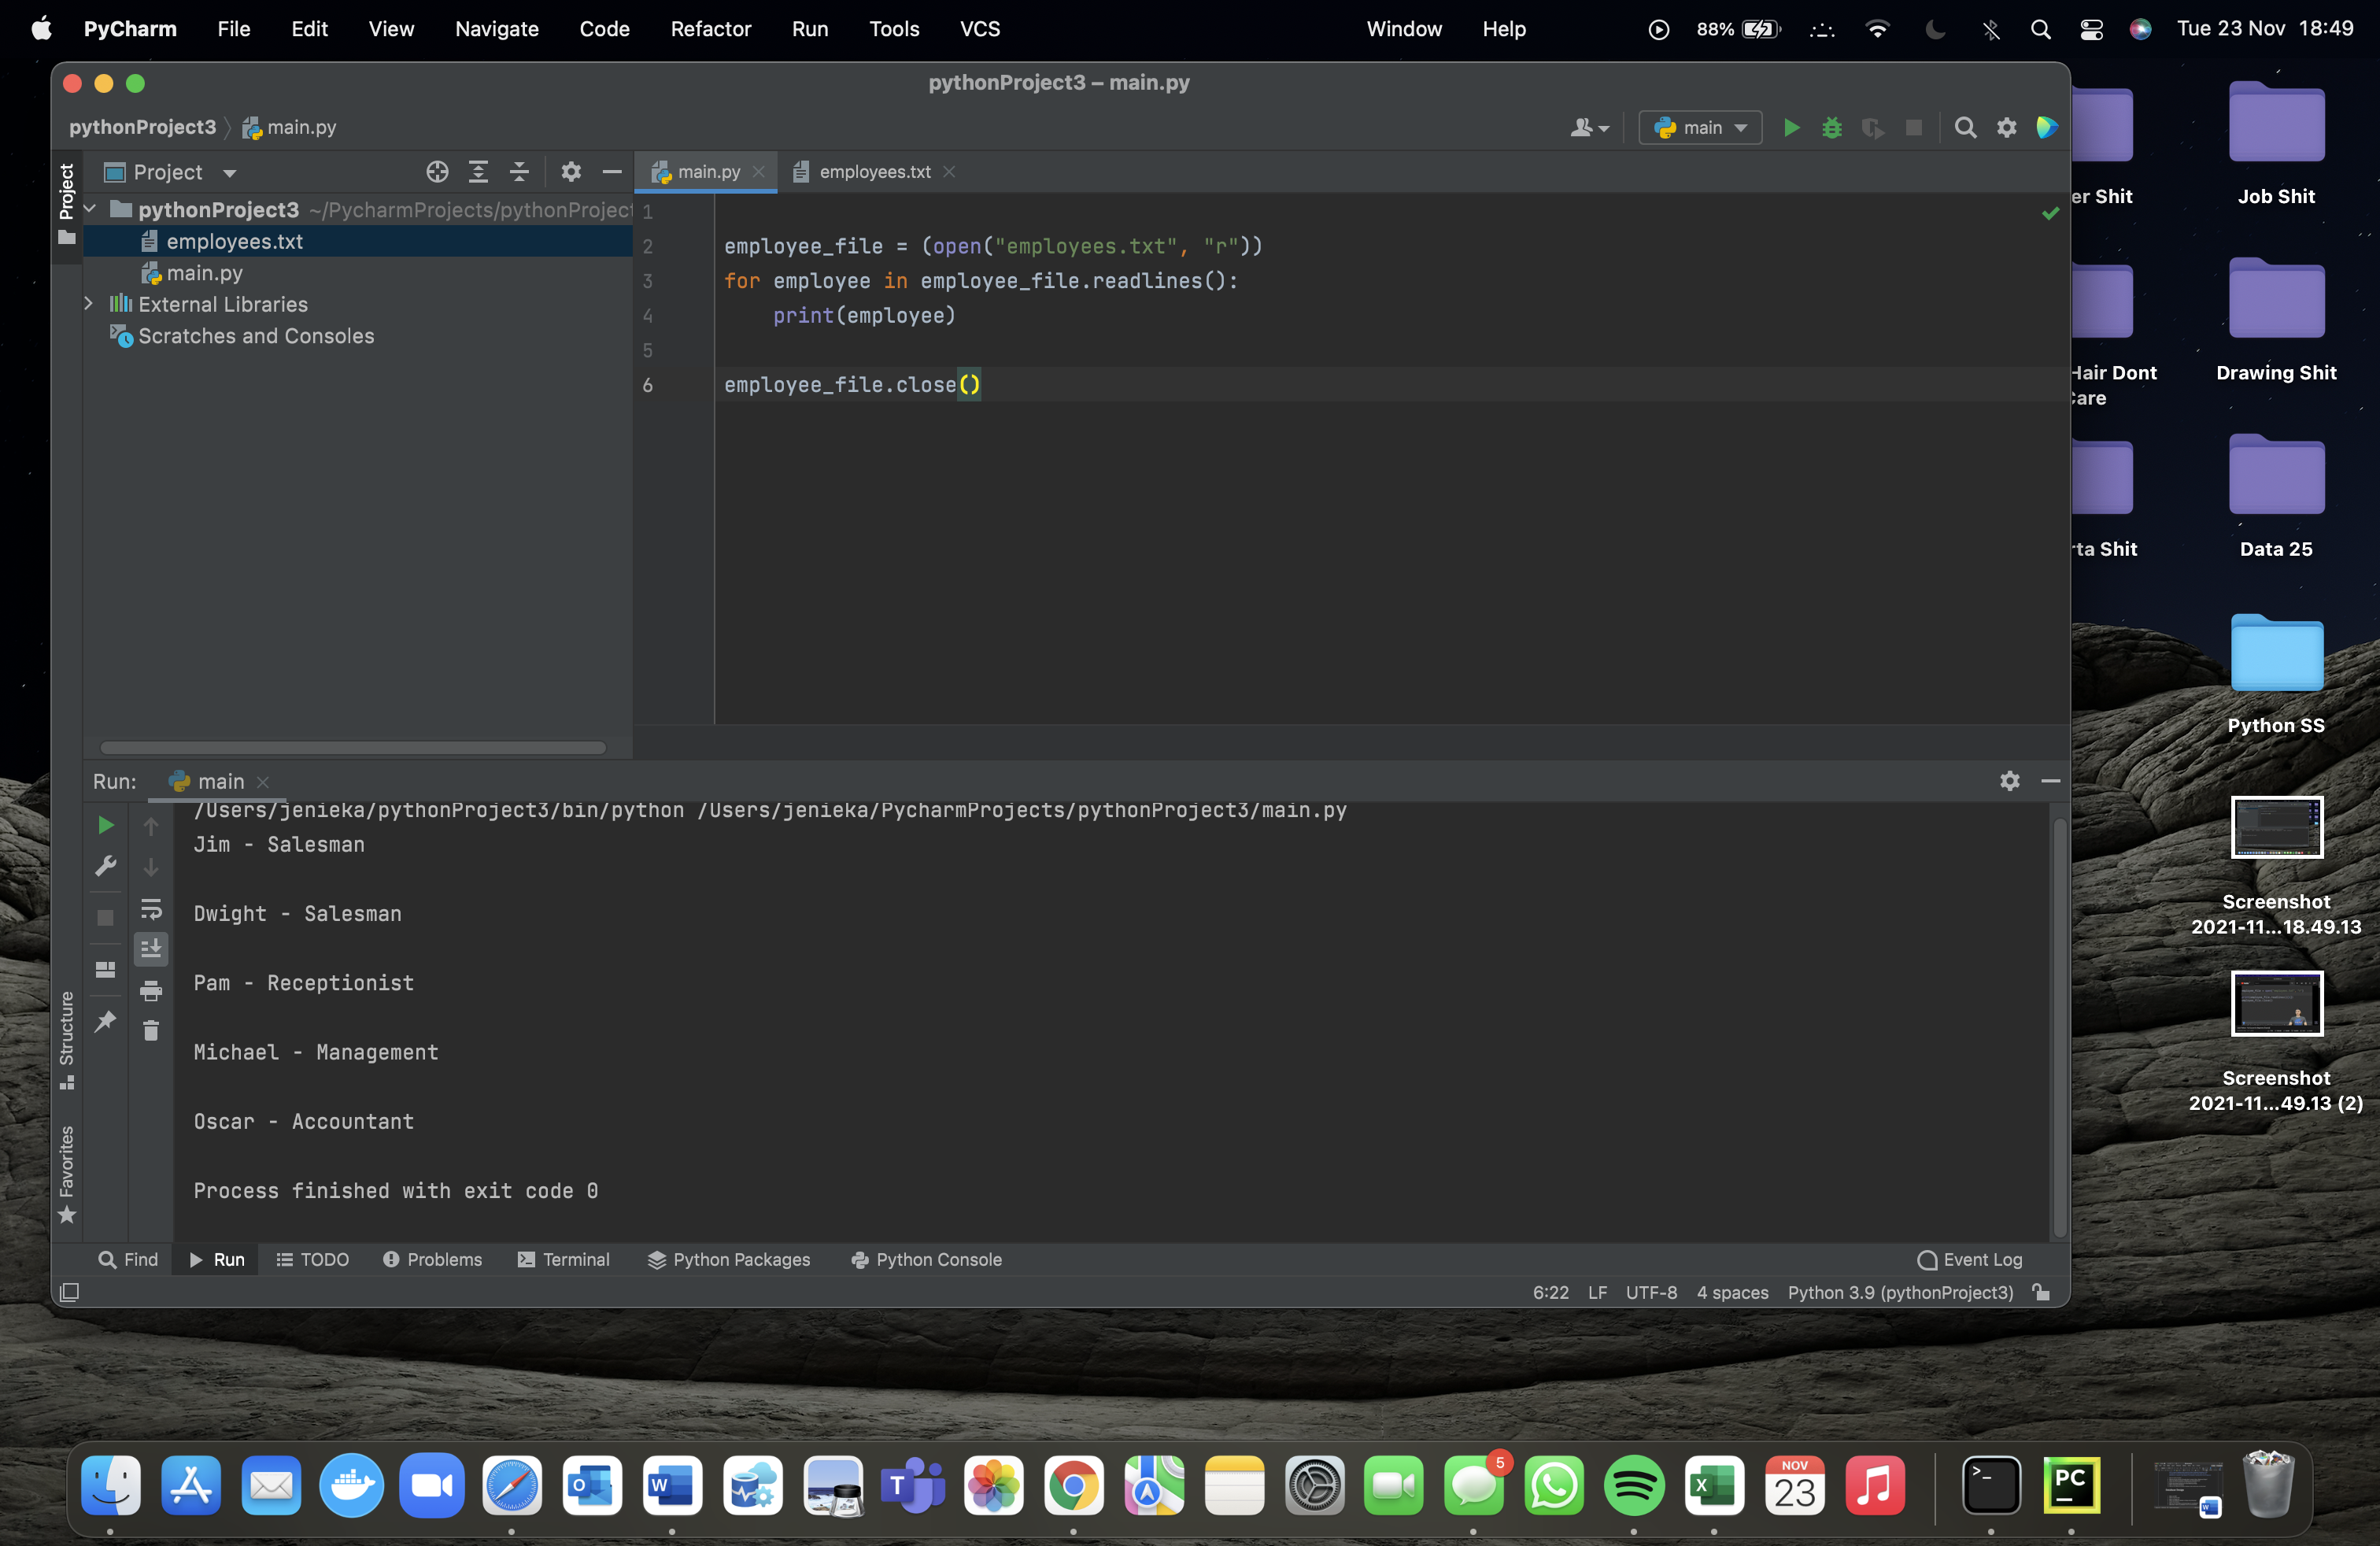 PyCharm File Edit View Navigate Code Refactor Run Tools VCS Window Help 88% Tue 23 Nov 18:49
pythonProject3 – main.py
pythonProject3 main.py
main
Project
Project
main.py
employees.txt
pythonProject3 ~/PycharmProjects/pythonProject
employees.txt
main.py
External Libraries
Scratches and Consoles
1
2 employee_file = (open("employees.txt", "r"))
3 for employee in employee_file.readlines():
4 print(employee)
5
6 employee_file.close()
Run: main
/Users/jenieka/pythonProject3/bin/python /Users/jenieka/PycharmProjects/pythonProject3/main.py
Jim - Salesman
Dwight - Salesman
Pam - Receptionist
Michael - Management
Oscar - Accountant
Process finished with exit code 0
Structure
Favorites
Find Run TODO Problems Terminal Python Packages Python Console Event Log
6:22 LF UTF-8 4 spaces Python 3.9 (pythonProject3)
er Shit
Job Shit
Hair Dont
Care
Drawing Shit
rta Shit
Data 25
Python SS
Screenshot
2021-11...18.49.13
Screenshot
2021-11...49.13 (2)
5
NOV
23
PC